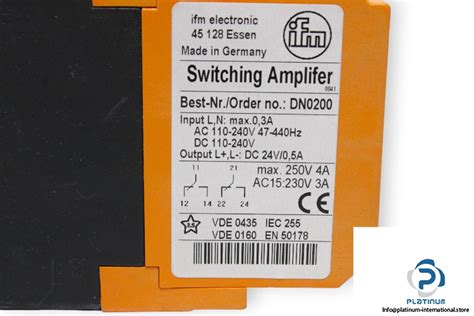 ifm electronic
45 128 Essen
Made in Germany
ifm
Switching Amplifer
0641
Best-Nr./Order no.: DN0200
Input L,N: max.0,3A
AC 110-240V 47-440Hz
DC 110-240V
Output L+,L-: DC 24V/0,5A
11 21
12 14 22 24
max. 250V 4A
AC15:230V 3A
CE
VDE 0435 IEC 255
VDE 0160 EN 50178
PLATINUM
INTERNATIONAL
Info@platinum-international.store